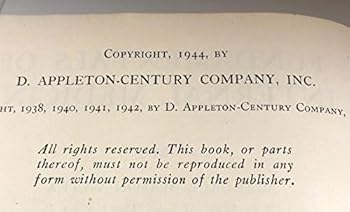 Copyright, 1944, by
D. APPLETON-CENTURY COMPANY, INC.
1938, 1940, 1941, 1942, by D. Appleton-Century Company,
All rights reserved. This book, or parts
thereof, must not be reproduced in any
form without permission of the publisher.